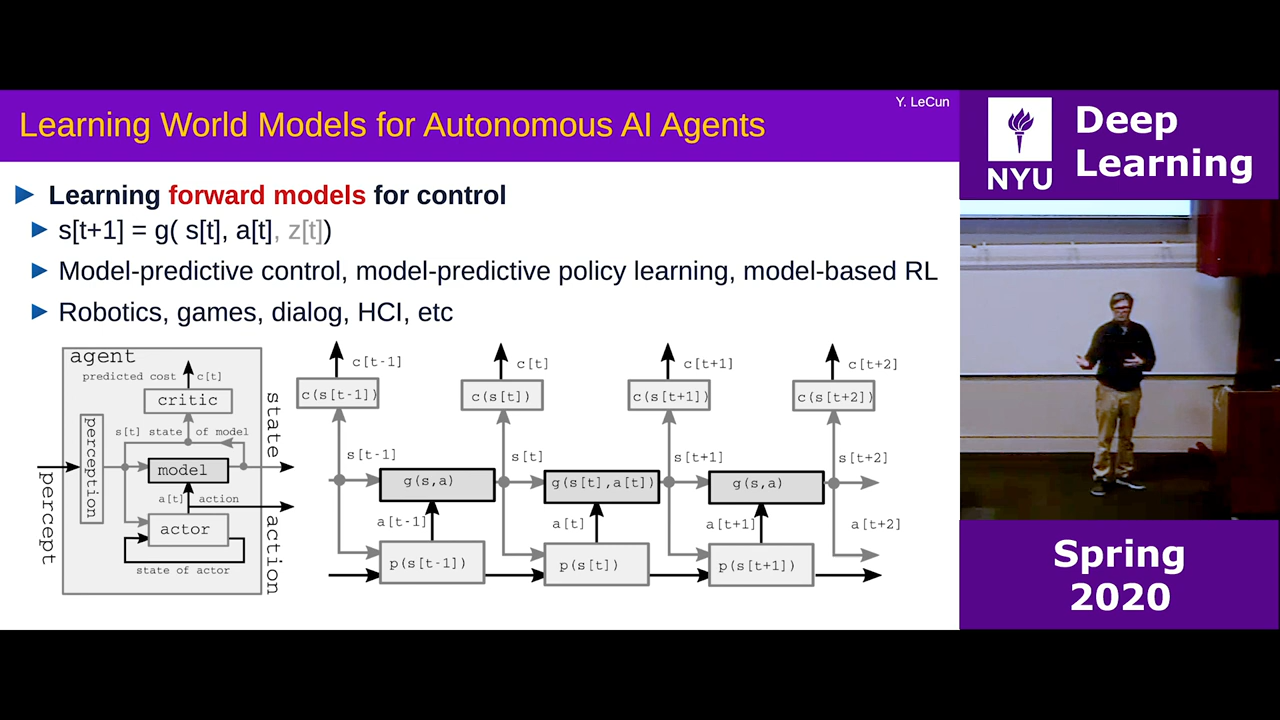 Y. LeCun
Learning World Models for Autonomous AI Agents
Learning forward models for control
s[t+1] = g( s[t], a[t], z[t])
Model-predictive control, model-predictive policy learning, model-based RL
Robotics, games, dialog, HCI, etc
agent
predicted cost
c[t]
critic
s[t] state of model
perception
model
a[t] action
actor
state of actor
percept
state
action
c[t-1]
c[t]
c[t+1]
c[t+2]
c(s[t-1])
c(s[t])
c(s[t+1])
c(s[t+2])
s[t-1]
s[t]
s[t+1]
s[t+2]
g(s,a)
g(s[t],a[t])
g(s,a)
a[t-1]
a[t]
a[t+1]
a[t+2]
p(s[t-1])
p(s[t])
p(s[t+1])
NYU
Deep
Learning
Spring
2020